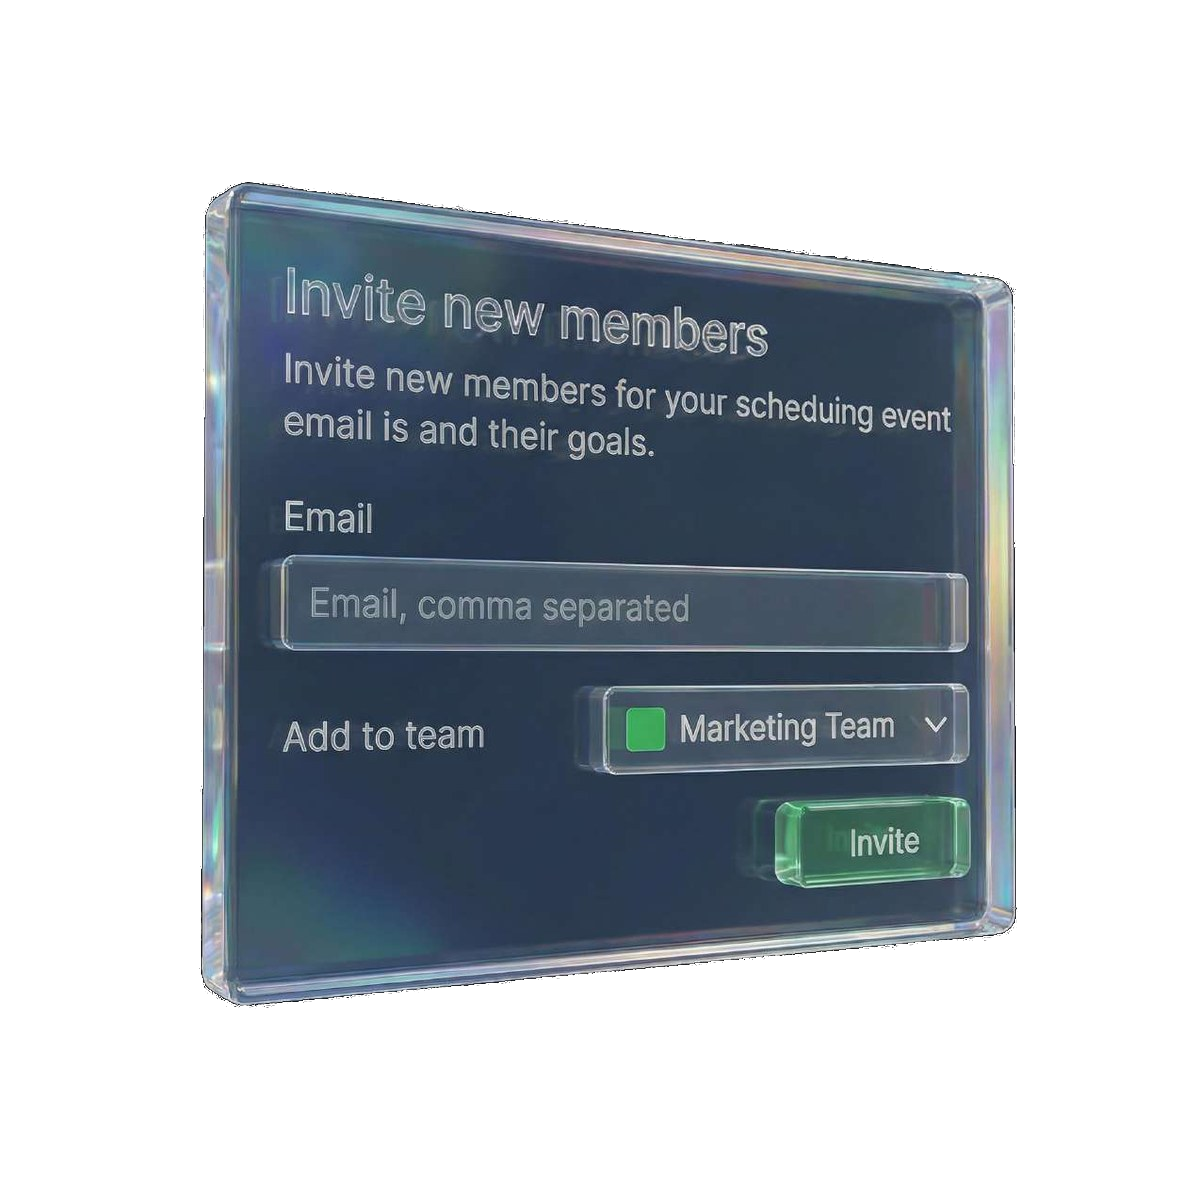 Invite new members
Invite new members for your scheduing event
email is and their goals.
Email
Email, comma separated
Add to team
Marketing Team
Invite